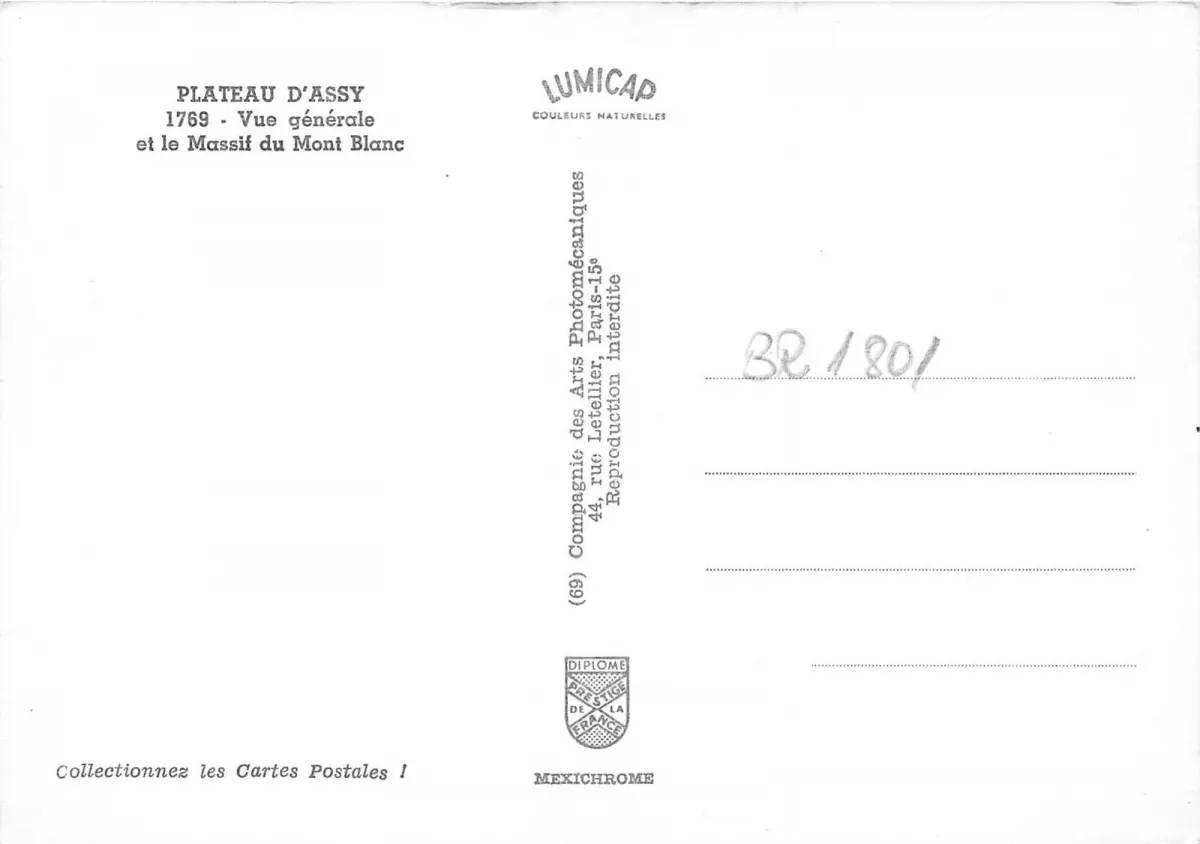 PLATEAU D'ASSY
1769 - Vue générale
et le Massif du Mont Blanc
LUMICAP
COULEURS NATURELLES
(69) Compagnie des Arts Photomécaniques
44, rue Letellier, Paris-15e
Reproduction interdite
BR 1801
DIPLOME
PRESTIGE
DE LA
FRANCE
Collectionnez les Cartes Postales !
MEXICHROME